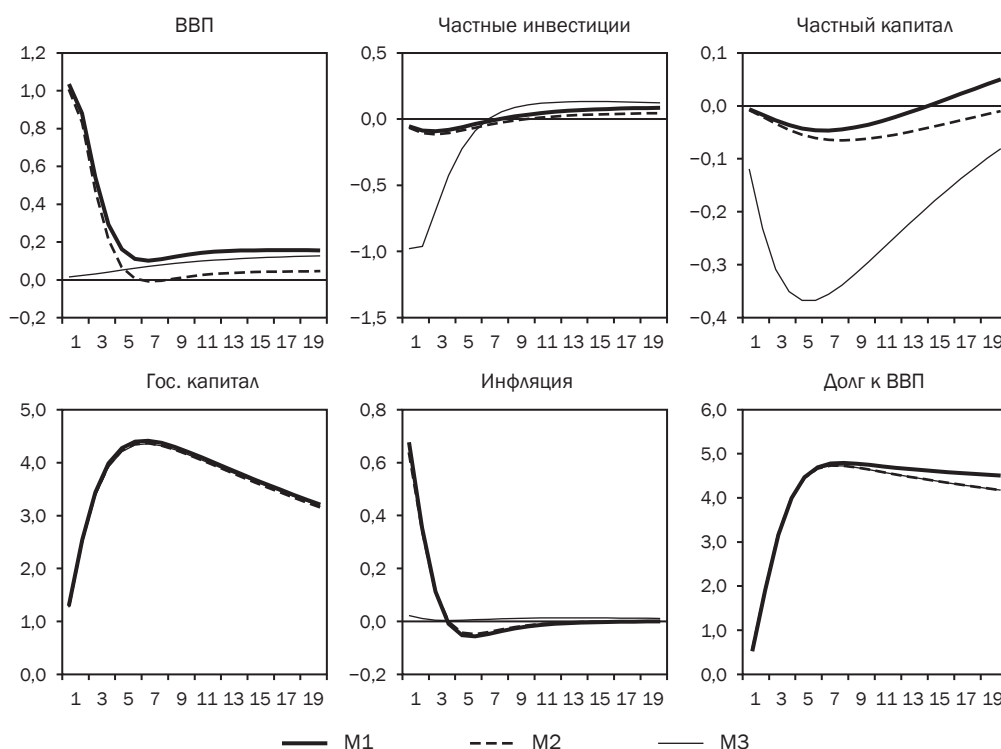 ВВП
1,2
1,0
0,8
0,6
0,4
0,2
0,0
−0,2
1 3 5 7 9 11 13 15 17 19
Частные инвестиции
0,5
0,0
−0,5
−1,0
−1,5
1 3 5 7 9 11 13 15 17 19
Частный капитал
0,1
0,0
−0,1
−0,2
−0,3
−0,4
1 3 5 7 9 11 13 15 17 19
Гос. капитал
5,0
4,0
3,0
2,0
1,0
0,0
1 3 5 7 9 11 13 15 17 19
Инфляция
0,8
0,6
0,4
0,2
0,0
−0,2
1 3 5 7 9 11 13 15 17 19
Долг к ВВП
6,0
5,0
4,0
3,0
2,0
1,0
0,0
1 3 5 7 9 11 13 15 17 19
М1 М2 М3